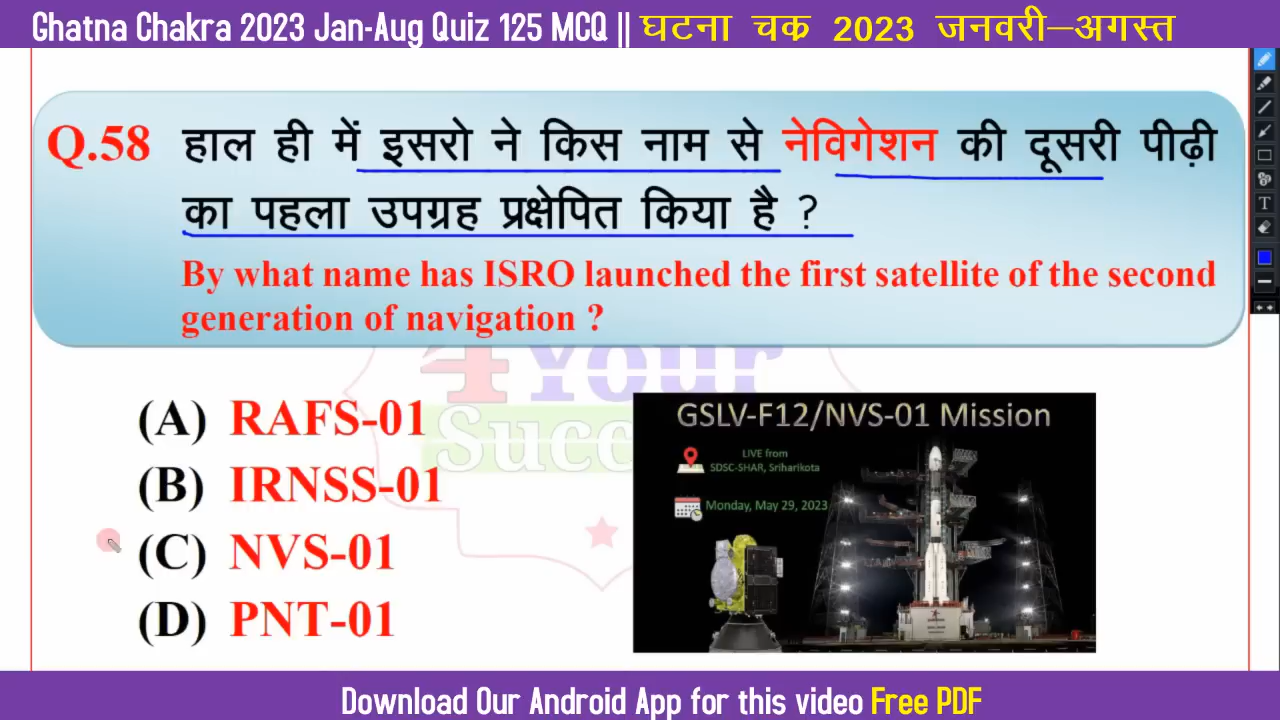 Ghatna Chakra 2023 Jan-Aug Quiz 125 MCQ || घटना चक्र 2023 जनवरी–अगस्त
Q.58 हाल ही में इसरो ने किस नाम से नेविगेशन की दूसरी पीढ़ी
का पहला उपग्रह प्रक्षेपित किया है ?
By what name has ISRO launched the first satellite of the second
generation of navigation ?
4Your
Succ
(A) RAFS-01
(B) IRNSS-01
(C) NVS-01
(D) PNT-01
GSLV-F12/NVS-01 Mission
LIVE from
SDSC-SHAR, Sriharikota
Monday, May 29, 2023
T
Download Our Android App for this video Free PDF